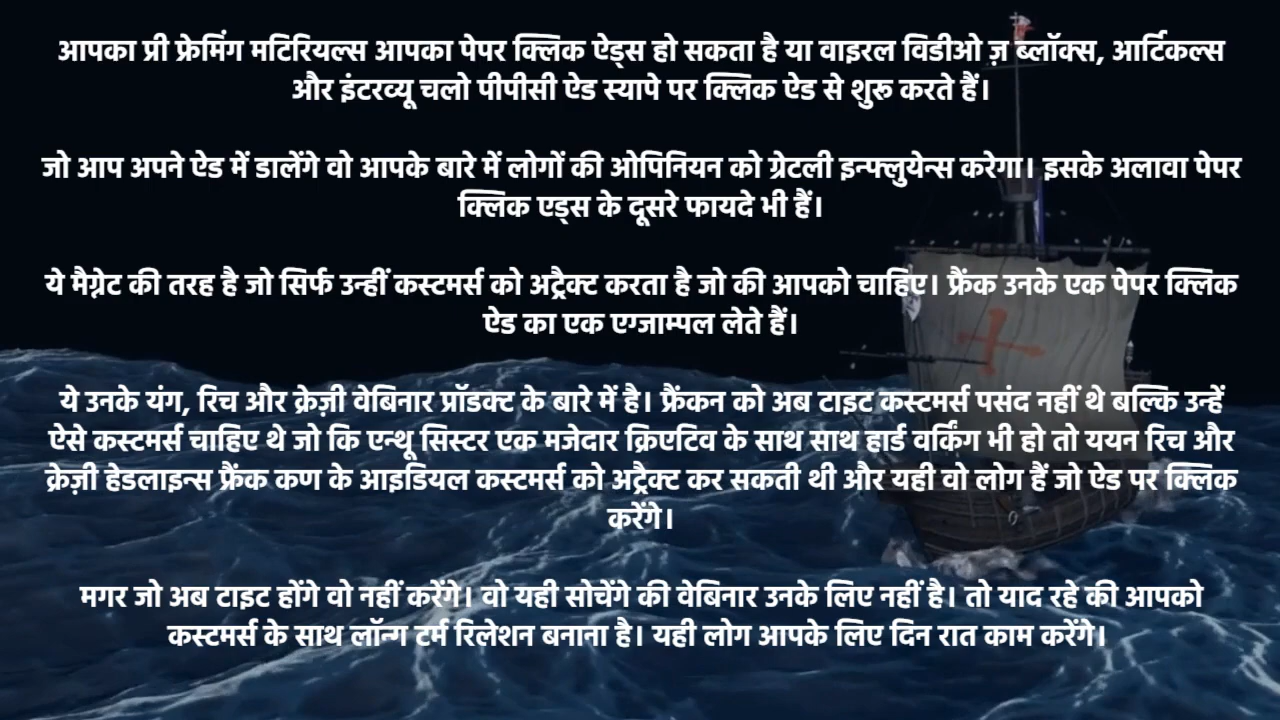 आपका प्री फ्रेमिंग मटिरियल्स आपका पेपर क्लिक ऐड्स हो सकता है या वाइरल विडीओ ज़ ब्लॉक्स, आर्टिकल्स
और इंटरव्यू चलो पीपीसी ऐड स्यापे पर क्लिक ऐड से शुरू करते हैं।
जो आप अपने ऐड में डालेंगे वो आपके बारे में लोगों की ओपिनियन को ग्रेटली इन्फ्लुयेन्स करेगा। इसके अलावा पेपर
क्लिक एड्स के दूसरे फायदे भी हैं।
ये मैग्नेट की तरह है जो सिर्फ उन्हीं कस्टमर्स को अट्रैक्ट करता है जो की आपको चाहिए। फ्रैंक उनके एक पेपर क्लिक
ऐड का एक एग्जाम्पल लेते हैं।
ये उनके यंग, रिच और क्रेज़ी वेबिनार प्रॉडक्ट के बारे में है। फ्रैंकन को अब टाइट कस्टमर्स पसंद नहीं थे बल्कि उन्हें
ऐसे कस्टमर्स चाहिए थे जो कि एन्थू सिस्टर एक मजेदार क्रिएटिव के साथ साथ हार्ड वर्किंग भी हो तो ययन रिच और
क्रेज़ी हेडलाइन्स फ्रैंक कण के आइडियल कस्टमर्स को अट्रैक्ट कर सकती थी और यही वो लोग हैं जो ऐड पर क्लिक
करेंगे।
मगर जो अब टाइट होंगे वो नहीं करेंगे। वो यही सोचेंगे की वेबिनार उनके लिए नहीं है। तो याद रहे की आपको
कस्टमर्स के साथ लॉन्ग टर्म रिलेशन बनाना है। यही लोग आपके लिए दिन रात काम करेंगे।